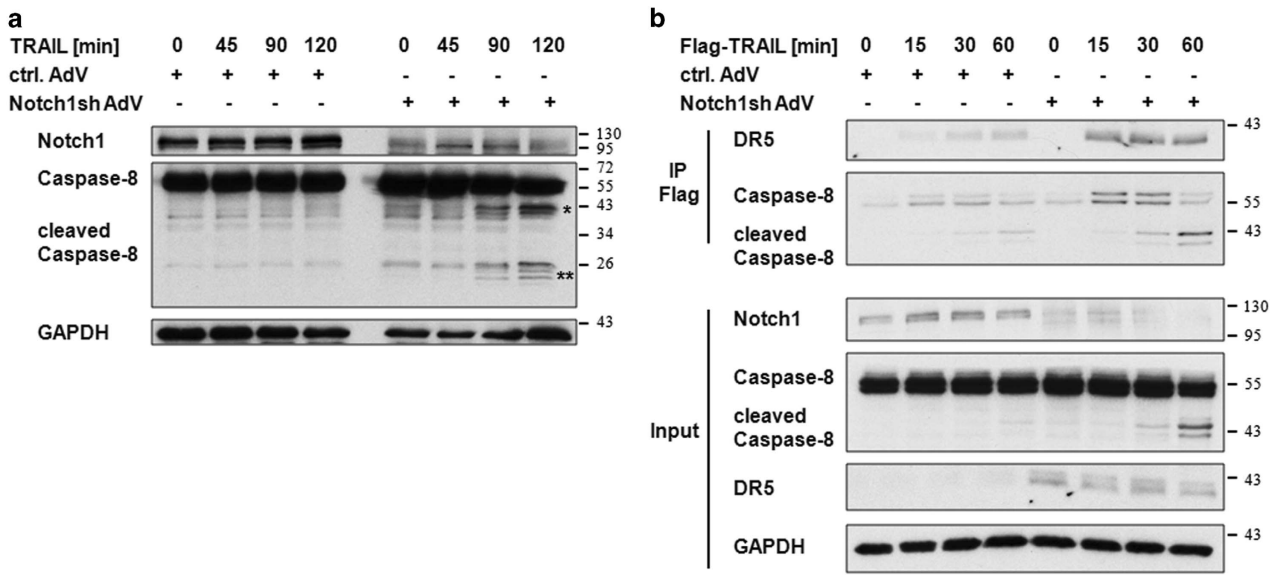 a
TRAIL [min] 0 45 90 120 0 45 90 120
ctrl. AdV + + + + - - - -
Notch1sh AdV - - - - + + + +
Notch1 130 95
Caspase-8 72 55
43 *
cleaved Caspase-8 34
26 **
GAPDH 43
b
Flag-TRAIL [min] 0 15 30 60 0 15 30 60
ctrl. AdV + + + + - - - -
Notch1sh AdV - - - - + + + +
IP Flag
DR5 43
Caspase-8 55
cleaved Caspase-8 43
Input
Notch1 130 95
Caspase-8 55
cleaved Caspase-8 43
DR5 43
GAPDH 43